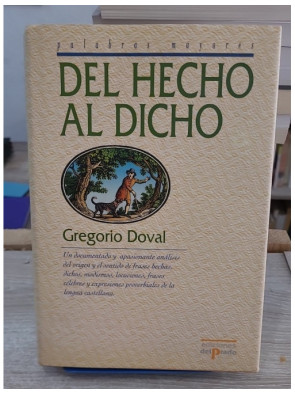 palabras mayores
DEL HECHO
AL DICHO
Gregorio Doval
Un documentado y apasionante análisis
del origen y el sentido de frases hechas,
dichos, modismos, locuciones, frases
célebres y expresiones proverbiales de la
lengua castellana
ediciones
del Prado